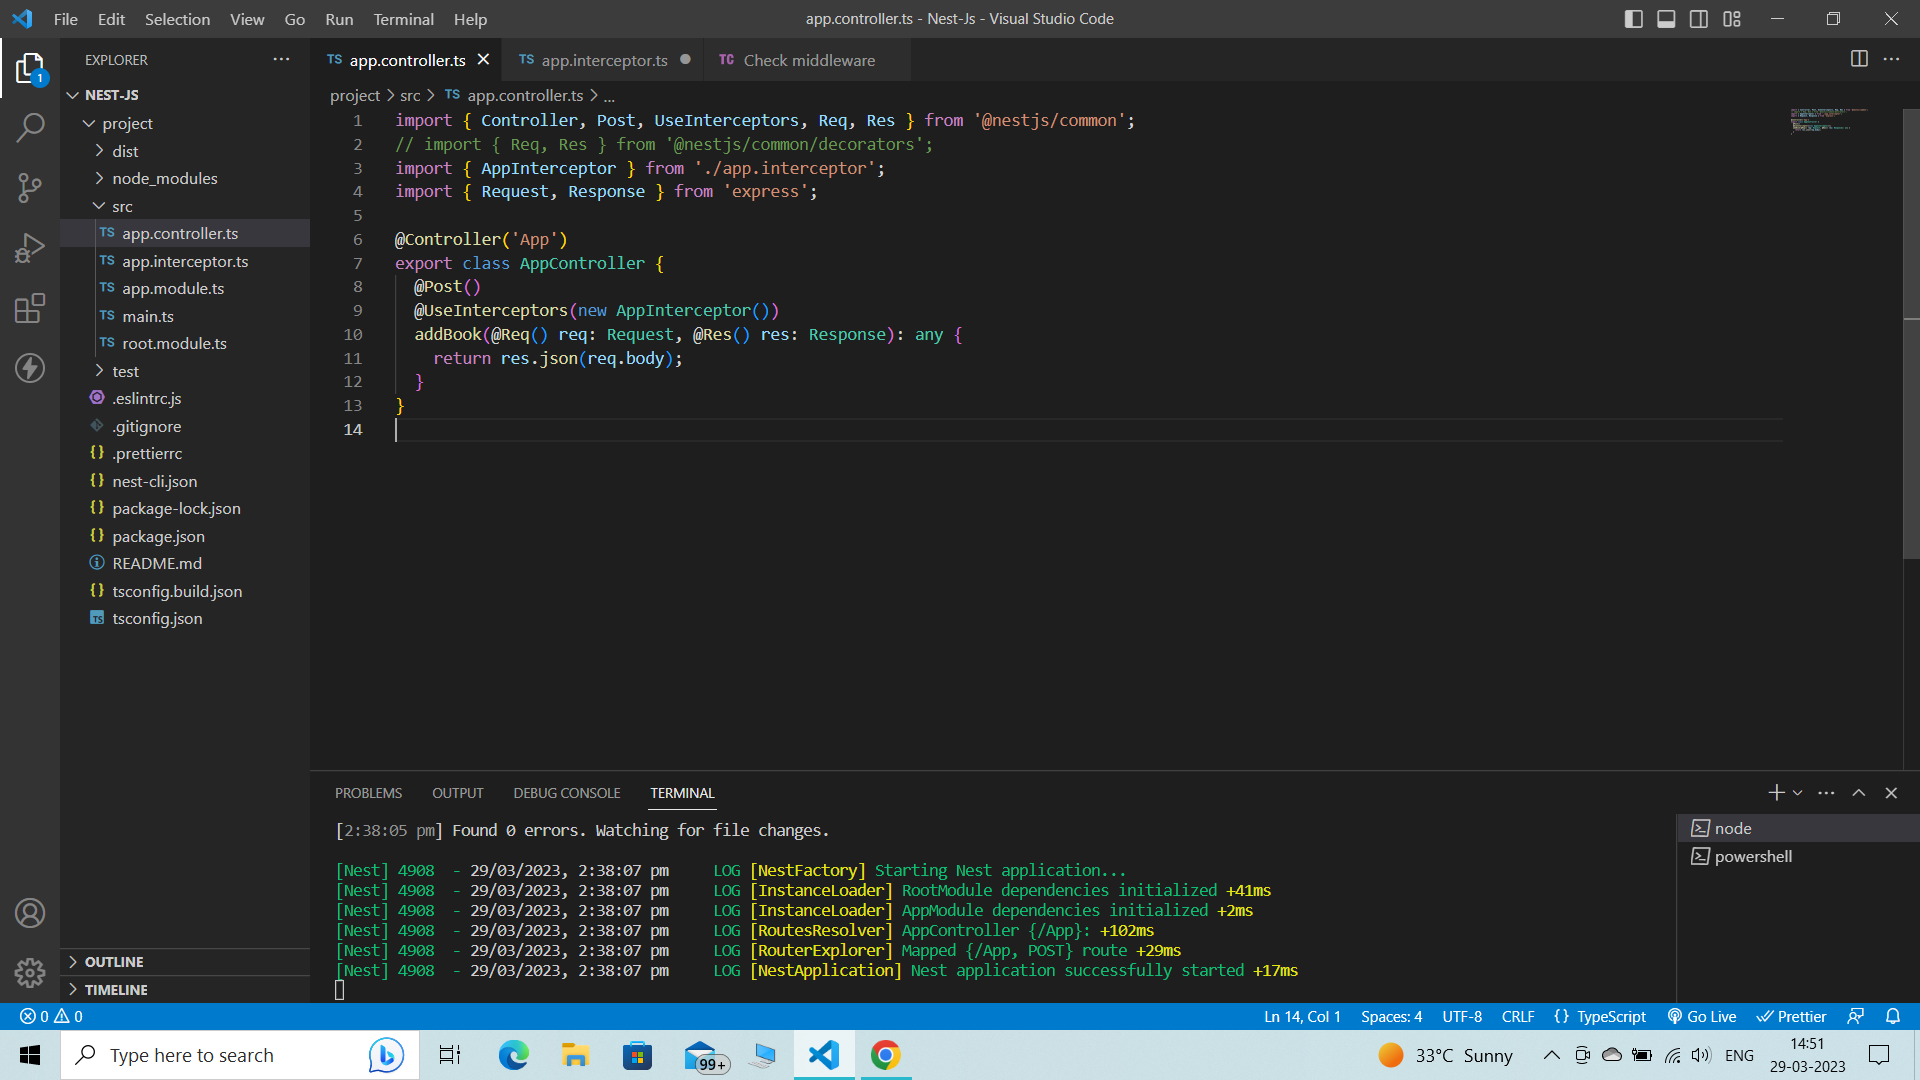 File Edit Selection View Go Run Terminal Help
app.controller.ts - Nest-Js - Visual Studio Code
EXPLORER
TS app.controller.ts
TS app.interceptor.ts
TC Check middleware
1
NEST-JS
project
dist
node_modules
src
TS app.controller.ts
TS app.interceptor.ts
TS app.module.ts
TS main.ts
TS root.module.ts
test
.eslintrc.js
.gitignore
{} .prettierrc
{} nest-cli.json
{} package-lock.json
{} package.json
README.md
{} tsconfig.build.json
TS tsconfig.json
OUTLINE
TIMELINE
project > src > TS app.controller.ts > ...
1 import { Controller, Post, UseInterceptors, Req, Res } from '@nestjs/common';
2 // import { Req, Res } from '@nestjs/common/decorators';
3 import { AppInterceptor } from './app.interceptor';
4 import { Request, Response } from 'express';
5
6 @Controller('App')
7 export class AppController {
8 @Post()
9 @UseInterceptors(new AppInterceptor())
10 addBook(@Req() req: Request, @Res() res: Response): any {
11 return res.json(req.body);
12 }
13 }
14
PROBLEMS OUTPUT DEBUG CONSOLE TERMINAL
[2:38:05 pm] Found 0 errors. Watching for file changes.
[Nest] 4908  - 29/03/2023, 2:38:07 pm     LOG [NestFactory] Starting Nest application...
[Nest] 4908  - 29/03/2023, 2:38:07 pm     LOG [InstanceLoader] RootModule dependencies initialized +41ms
[Nest] 4908  - 29/03/2023, 2:38:07 pm     LOG [InstanceLoader] AppModule dependencies initialized +2ms
[Nest] 4908  - 29/03/2023, 2:38:07 pm     LOG [RoutesResolver] AppController {/App}: +102ms
[Nest] 4908  - 29/03/2023, 2:38:07 pm     LOG [RouterExplorer] Mapped {/App, POST} route +29ms
[Nest] 4908  - 29/03/2023, 2:38:07 pm     LOG [NestApplication] Nest application successfully started +17ms
node
powershell
0 0
Ln 14, Col 1 Spaces: 4 UTF-8 CRLF {} TypeScript Go Live Prettier
Type here to search
99+
33°C Sunny
ENG
14:51
29-03-2023